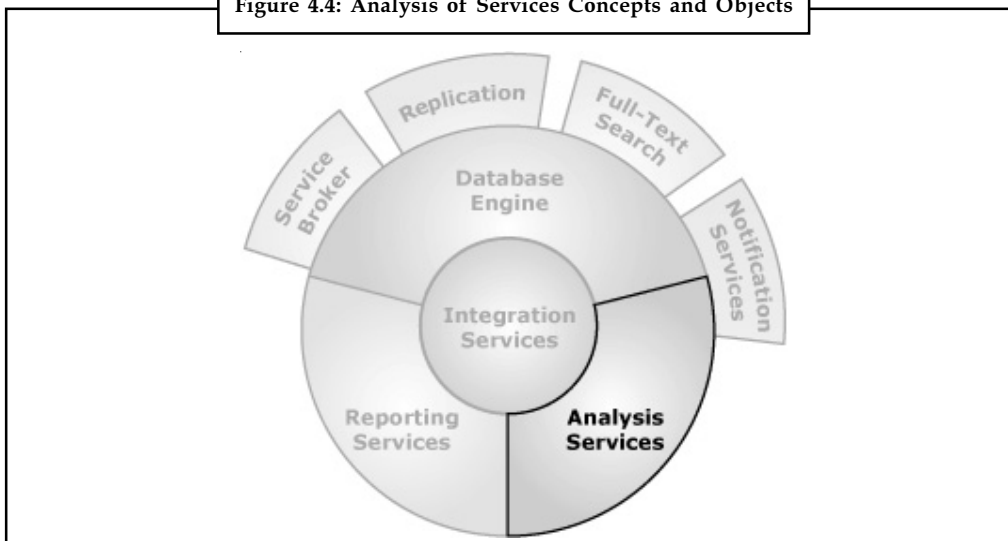 Figure 4.4: Analysis of Services Concepts and Objects
Replication
Full-Text
Search
Service
Broker
Database
Engine
Notification
Services
Integration
Services
Reporting
Services
Analysis
Services